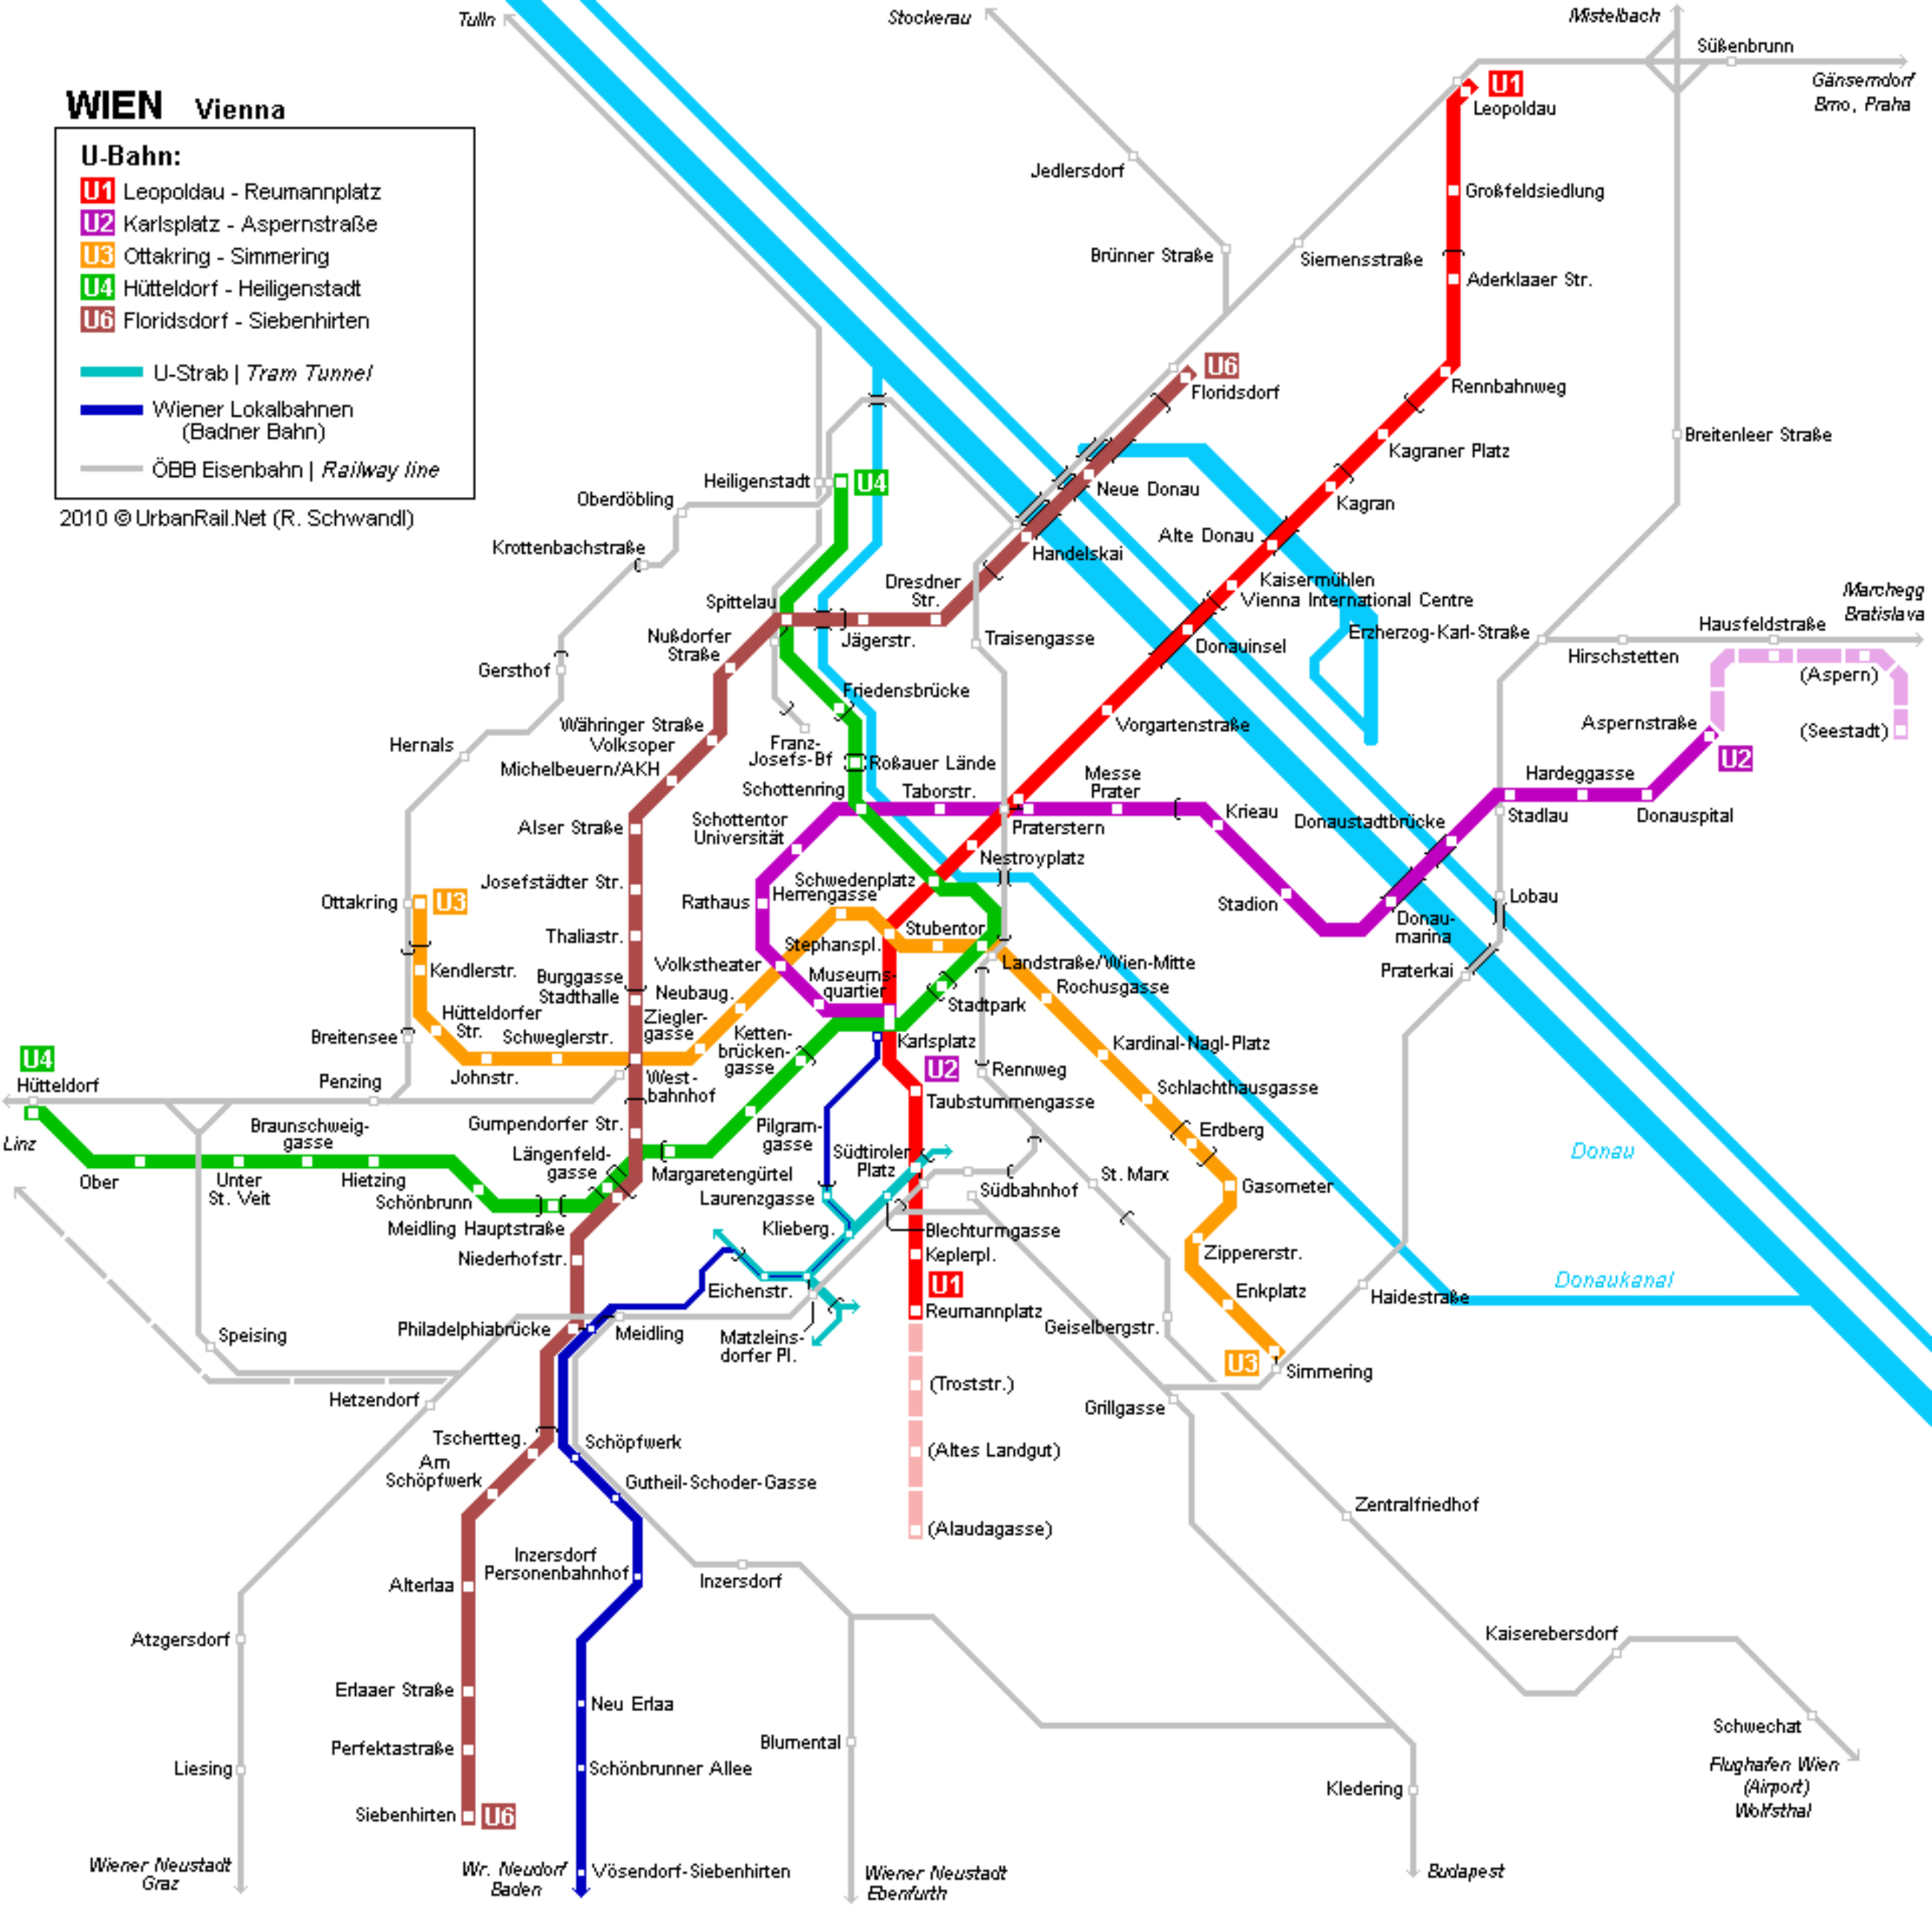 Tulln
Stockerau
Mistelbach
Süßenbrunn
Gänserndorf
Brno, Praha
WIEN Vienna
U-Bahn:
U1 Leopoldau - Reumannplatz
U2 Karlsplatz - Aspernstraße
U3 Ottakring - Simmering
U4 Hütteldorf - Heiligenstadt
U6 Floridsdorf - Siebenhirten
U-Strab | Tram Tunnel
Wiener Lokalbahnen
(Badner Bahn)
ÖBB Eisenbahn | Railway line
2010 © UrbanRail.Net (R. Schwandl)
U1
Leopoldau
Jedlersdorf
Großfeldsiedlung
Brünner Straße
Siemensstraße
Aderklaaer Str.
U6
Floridsdorf
Rennbahnweg
Breitenleer Straße
Kagraner Platz
Heiligenstadt
U4
Neue Donau
Kagran
Oberdöbling
Alte Donau
Krottenbachstraße
Handelskai
Dresdner
Str.
Kaisermühlen
Vienna International Centre
Marchegg
Bratislava
Spittelau
Jägerstr.
Traisengasse
Nußdorfer
Straße
Donauinsel
Erzherzog-Karl-Straße
Hausfeldstraße
Hirschstetten
Gersthof
(Aspern)
Friedensbrücke
Vorgartenstraße
Währinger Straße
Volksoper
Aspernstraße
(Seestadt)
Hernals
Franz-
Josefs-Bf
U2
Michelbeuern/AKH
Roßauer Lände
Messe
Prater
Hardeggasse
Schottenring
Taborstr.
Krieau
Donaustadtbrücke
Stadlau
Donauspital
Alser Straße
Schottentor
Universität
Praterstern
Nestroyplatz
Josefstädter Str.
Schwedenplatz
Herrengasse
Ottakring
U3
Rathaus
Stadion
Donau-
marina
Lobau
Thaliastr.
Stubentor
Stephanspl.
Volkstheater
Landstraße/Wien-Mitte
Praterkai
Kendlerstr.
Burggasse
Stadthalle
Neubaug.
Museums-
quartier
Stadtpark
Rochusgasse
Hütteldorfer
Str.
Schweglerstr.
Ziegler-
gasse
Ketten-
brücken-
gasse
Karlsplatz
Kardinal-Nagl-Platz
Breitensee
U4
Hütteldorf
Penzing
Johnstr.
West-
bahnhof
U2
Rennweg
Schlachthausgasse
Taubstummengasse
Linz
Braunschweig-
gasse
Gumpendorfer Str.
Pilgram-
gasse
Erdberg
Donau
Längenfeld-
gasse
Südtiroler
Platz
Margaretengürtel
Ober
Unter
St. Veit
Hietzing
Schönbrunn
Laurenzgasse
Südbahnhof
St. Marx
Gasometer
Meidling Hauptstraße
Klieberg.
Blechturmgasse
Niederhofstr.
Keplerpl.
Zippererstr.
Eichenstr.
U1
Reumannplatz
Enkplatz
Haidestraße
Donaukanal
Speising
Philadelphiabrücke
Meidling
Matzleins-
dorfer Pl.
Geiselbergstr.
U3
Simmering
Hetzendorf
(Troststr.)
Grillgasse
Tschertteg.
Schöpfwerk
Am
Schöpfwerk
(Altes Landgut)
Gutheil-Schoder-Gasse
Zentralfriedhof
(Alaudagasse)
Inzersdorf
Personenbahnhof
Alterlaa
Inzersdorf
Atzgersdorf
Kaiserebersdorf
Erlaaer Straße
Neu Erlaa
Schwechat
Perfektastraße
Blumental
Liesing
Schönbrunner Allee
Flughafen Wien
(Airport)
Wolfsthal
Kledering
Siebenhirten
U6
Wiener Neustadt
Graz
Wr. Neudorf
Baden
Vösendorf-Siebenhirten
Wiener Neustadt
Ebenfurth
Budapest